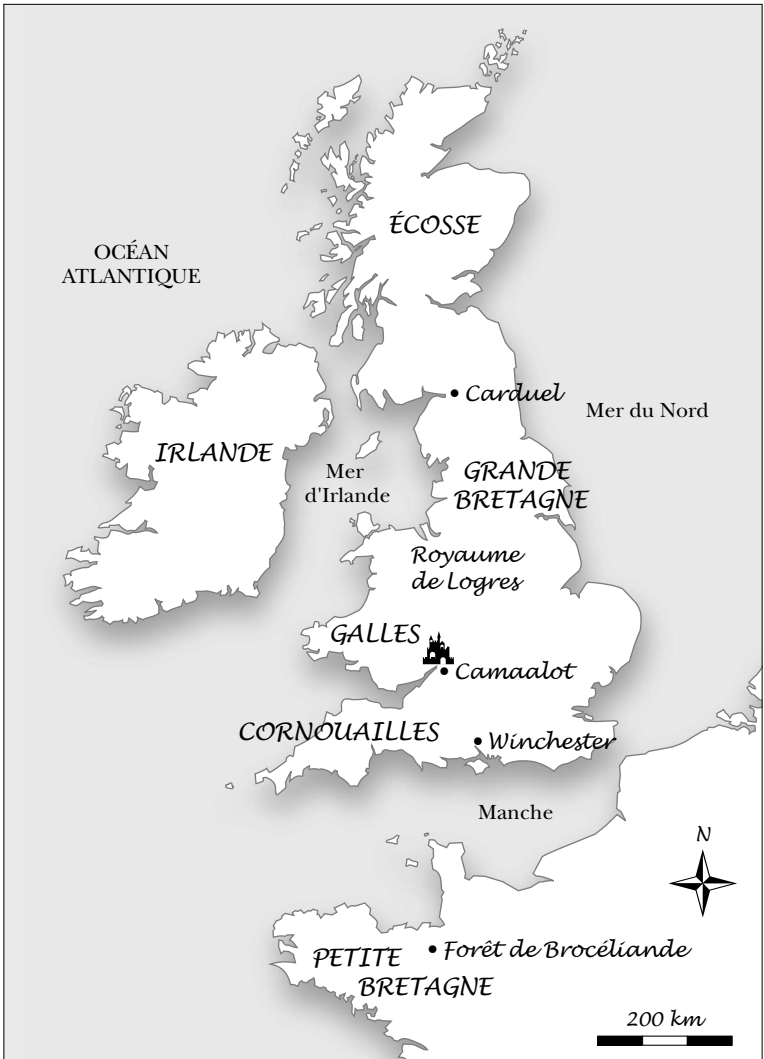 ÉCOSSE
OCÉAN
ATLANTIQUE
Carduel
Mer du Nord
IRLANDE
Mer
d'Irlande
GRANDE
BRETAGNE
Royaume
de Logres
GALLES
Camaalot
CORNOUAILLES
Winchester
Manche
N
Forêt de Brocéliande
PETITE
BRETAGNE
200 km